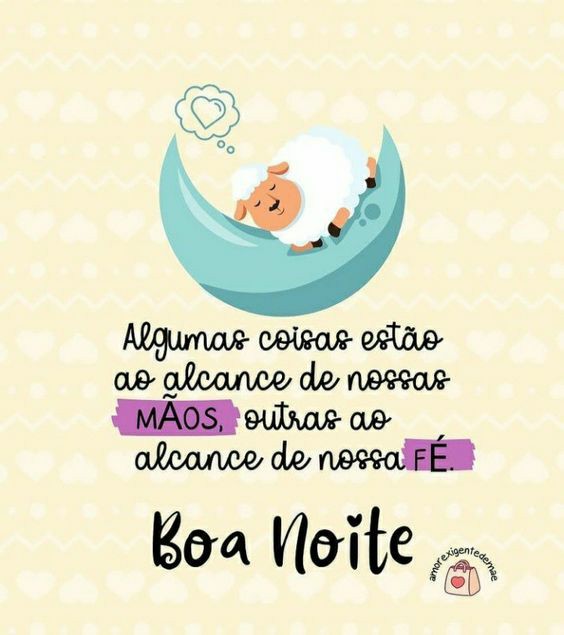 Algumas coisas estão
ao alcance de nossas
MÃOS, outras ao
alcance de nossa FÉ.
Boa Noite
amorexigentedemae